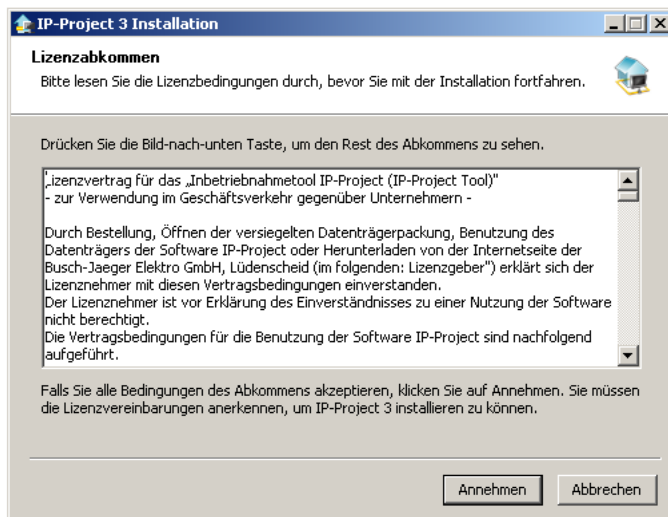 IP-Project 3 Installation
Lizenzabkommen
Bitte lesen Sie die Lizenzbedingungen durch, bevor Sie mit der Installation fortfahren.
Drücken Sie die Bild-nach-unten Taste, um den Rest des Abkommens zu sehen.
Lizenzvertrag für das „Inbetriebnahmetool IP-Project (IP-Project Tool)"
- zur Verwendung im Geschäftsverkehr gegenüber Unternehmern -
Durch Bestellung, Öffnen der versiegelten Datenträgerpackung, Benutzung des
Datenträgers der Software IP-Project oder Herunterladen von der Internetseite der
Busch-Jaeger Elektro GmbH, Lüdenscheid (im folgenden: Lizenzgeber") erklärt sich der
Lizenznehmer mit diesen Vertragsbedingungen einverstanden.
Der Lizenznehmer ist vor Erklärung des Einverständnisses zu einer Nutzung der Software
nicht berechtigt.
Die Vertragsbedingungen für die Benutzung der Software IP-Project sind nachfolgend
aufgeführt.
Falls Sie alle Bedingungen des Abkommens akzeptieren, klicken Sie auf Annehmen. Sie müssen
die Lizenzvereinbarungen anerkennen, um IP-Project 3 installieren zu können.
Annehmen
Abbrechen